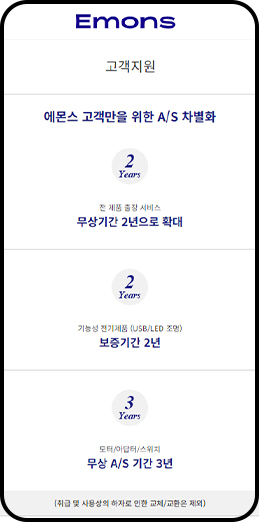 Emons
고객지원
에몬스 고객만을 위한 A/S 차별화
2
Years
전 제품 출장 서비스
무상기간 2년으로 확대
2
Years
기능성 전기제품 (USB/LED 조명)
보증기간 2년
3
Years
모터/아답터/스위치
무상 A/S 기간 3년
(취급 및 사용상의 하자로 인한 교체/교환은 제외)